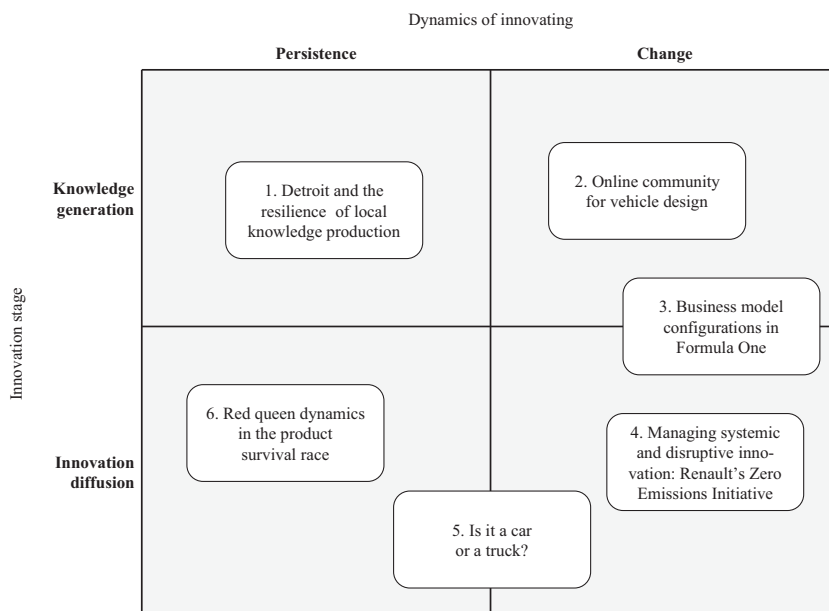 Dynamics of innovating
Persistence
Change
Innovation stage
Knowledge
generation
1. Detroit and the
resilience of local
knowledge production
2. Online community
for vehicle design
3. Business model
configurations in
Formula One
Innovation
diffusion
6. Red queen dynamics
in the product
survival race
4. Managing systemic
and disruptive inno-
vation: Renault's Zero
Emissions Initiative
5. Is it a car
or a truck?